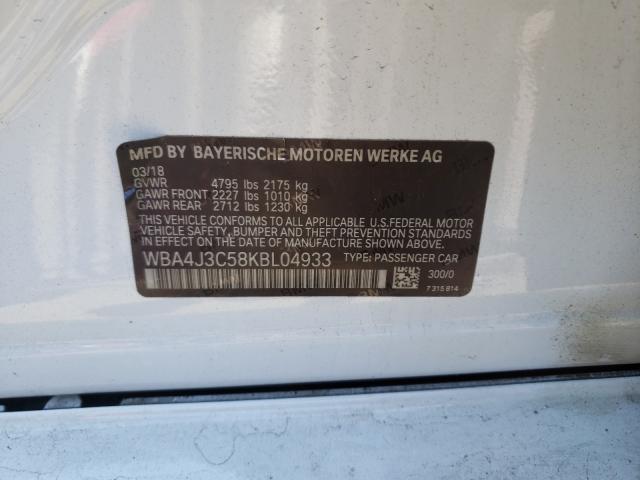 MFD BY BAYERISCHE MOTOREN WERKE AG
03/18
GVWR 4795 lbs 2175 kg
GAWR FRONT 2227 lbs 1010 kg
GAWR REAR 2712 lbs 1230 kg
THIS VEHICLE CONFORMS TO ALL APPLICABLE U.S.FEDERAL MOTOR
VEHICLE SAFETY, BUMPER, AND THEFT PREVENTION STANDARDS
IN EFFECT ON THE DATE OF MANUFACTURE SHOWN ABOVE.
WBA4J3C58KBL04933 TYPE: PASSENGER CAR
300/0
7 315 814